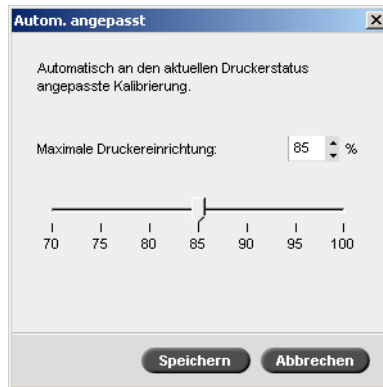 Autom. angepasst
Automatisch an den aktuellen Druckerstatus
angepasste Kalibrierung.
Maximale Druckereinrichtung: 85 %
70 75 80 85 90 95 100
Speichern Abbrechen